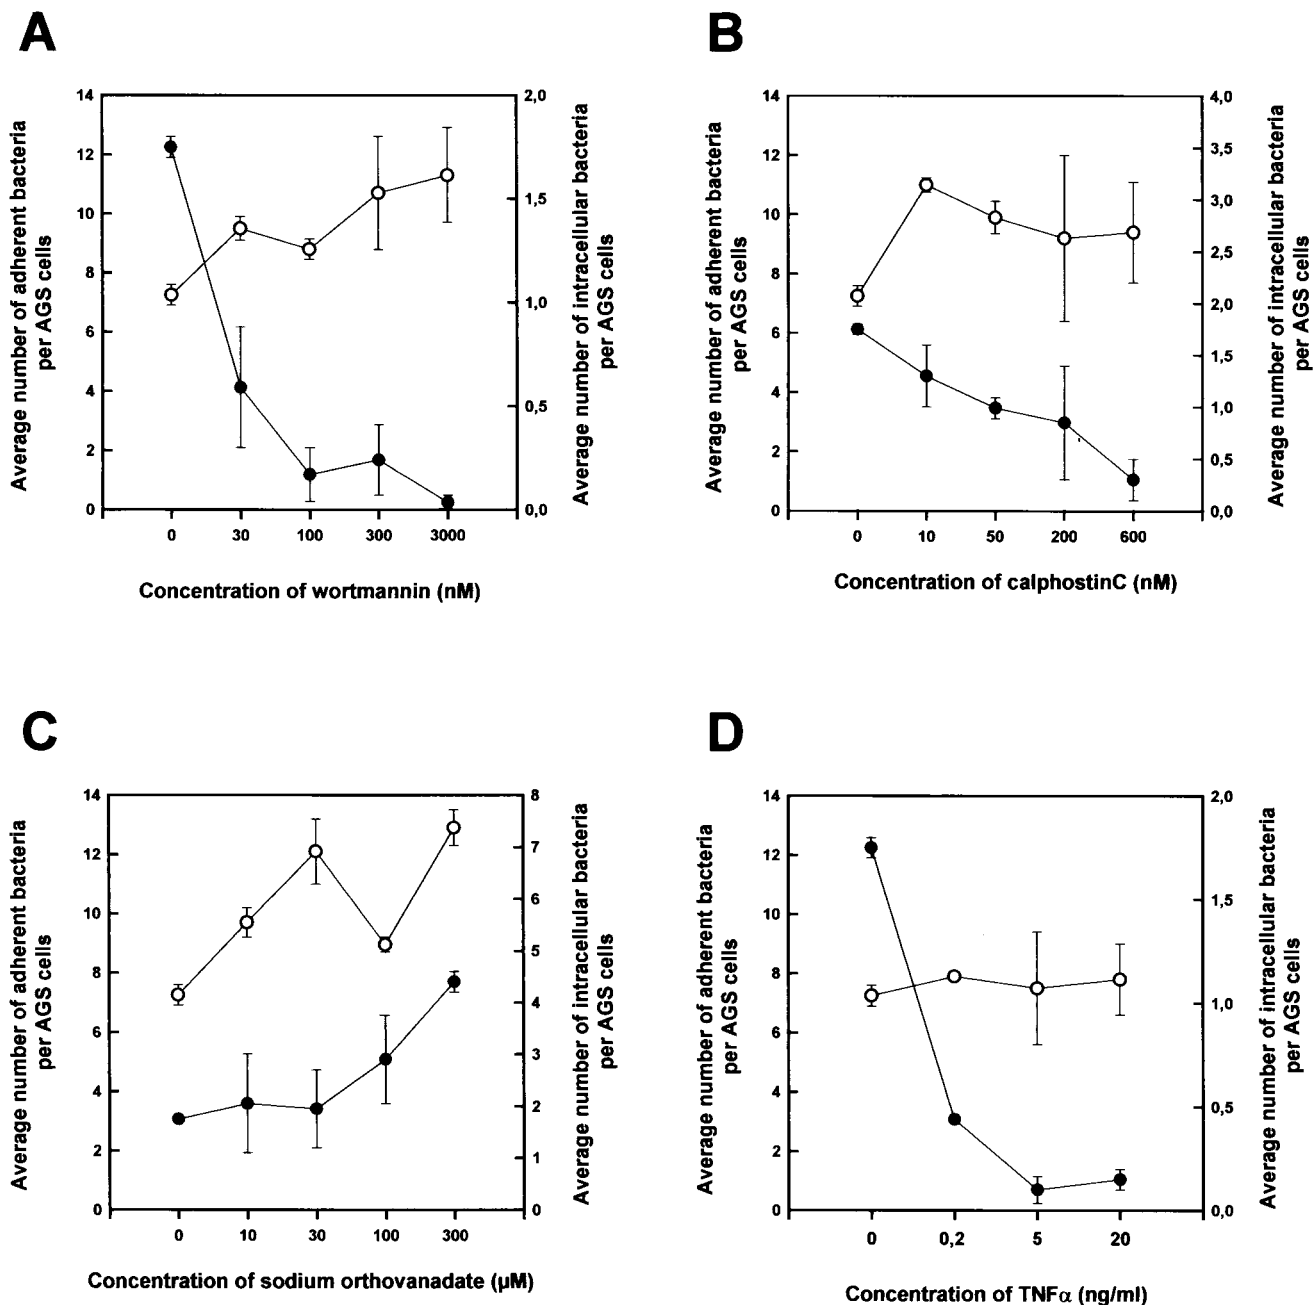 A
Average number of adherent bacteria
per AGS cells
14
12
10
8
6
4
2
0
2,0
1,5
1,0
0,5
0,0
Average number of intracellular bacteria
per AGS cells
0 30 100 300 3000
Concentration of wortmannin (nM)
B
Average number of adherent bacteria
per AGS cells
14
12
10
8
6
4
2
0
4,0
3,5
3,0
2,5
2,0
1,5
1,0
0,5
0,0
Average number of intracellular bacteria
per AGS cells
0 10 50 200 600
Concentration of calphostinC (nM)
C
Average number of adherent bacteria
per AGS cells
14
12
10
8
6
4
2
0
8
7
6
5
4
3
2
1
0
Average number of intracellular bacteria
per AGS cells
0 10 30 100 300
Concentration of sodium orthovanadate (µM)
D
Average number of adherent bacteria
per AGS cells
14
12
10
8
6
4
2
0
2,0
1,5
1,0
0,5
0,0
Average number of intracellular bacteria
per AGS cells
0 0,2 5 20
Concentration of TNFα (ng/ml)